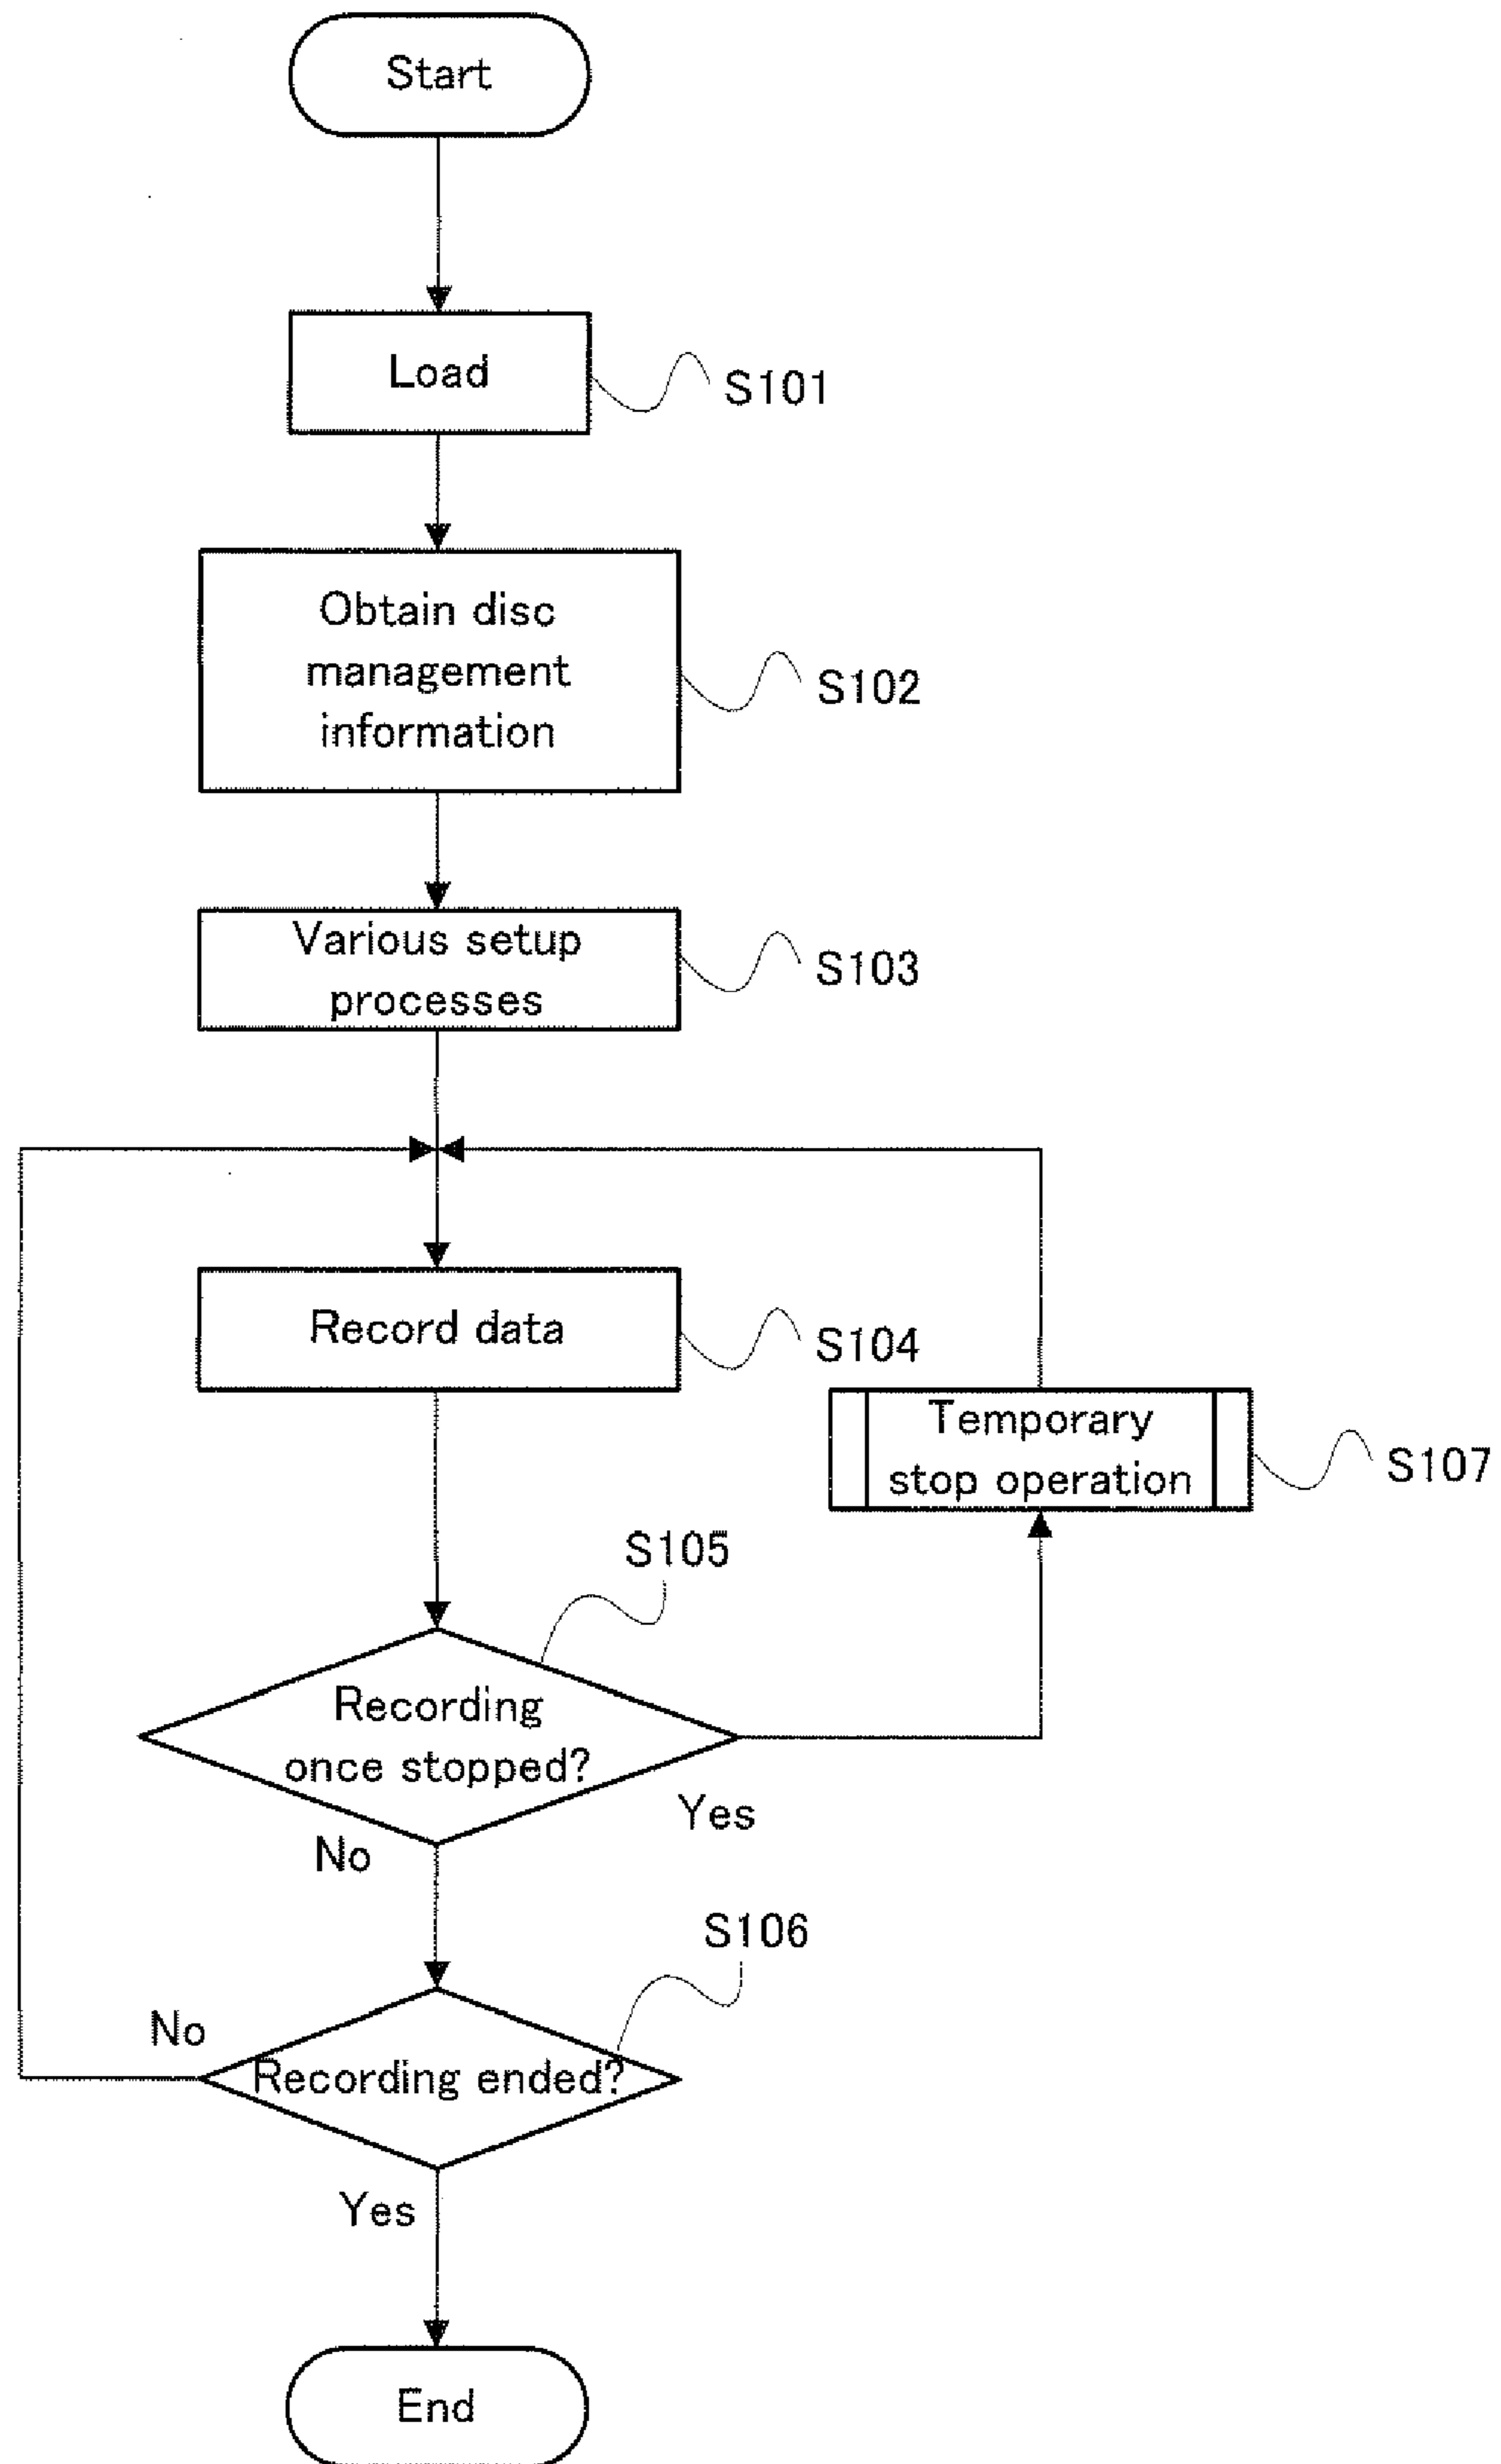 Start
Load
S101
Obtain disc
management
information
S102
Various setup
processes
S103
Record data
S104
Temporary
stop operation
S107
S105
Recording
once stopped?
Yes
No
S106
No
Recording ended?
Yes
End